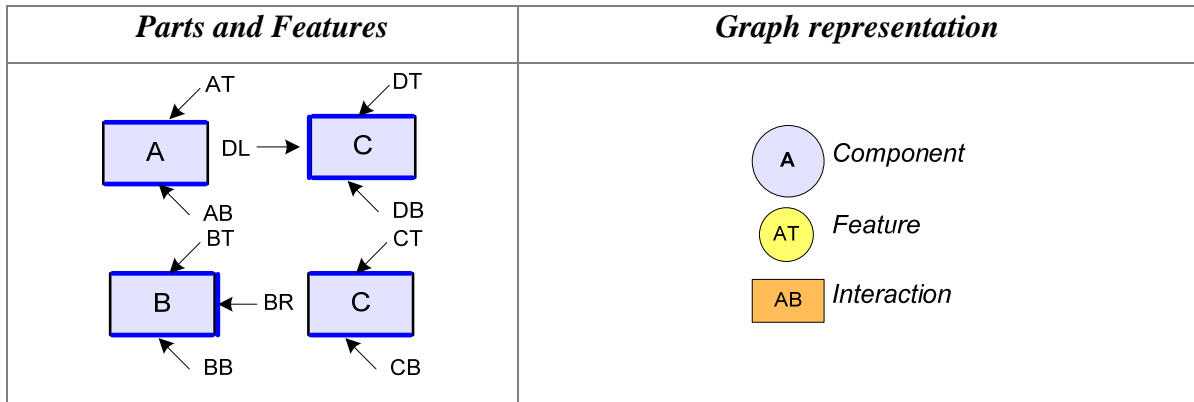 Parts and Features
Graph representation
AT
DT
A
DL
C
AB
DB
BT
CT
B
BR
C
BB
CB
A
Component
AT
Feature
AB
Interaction